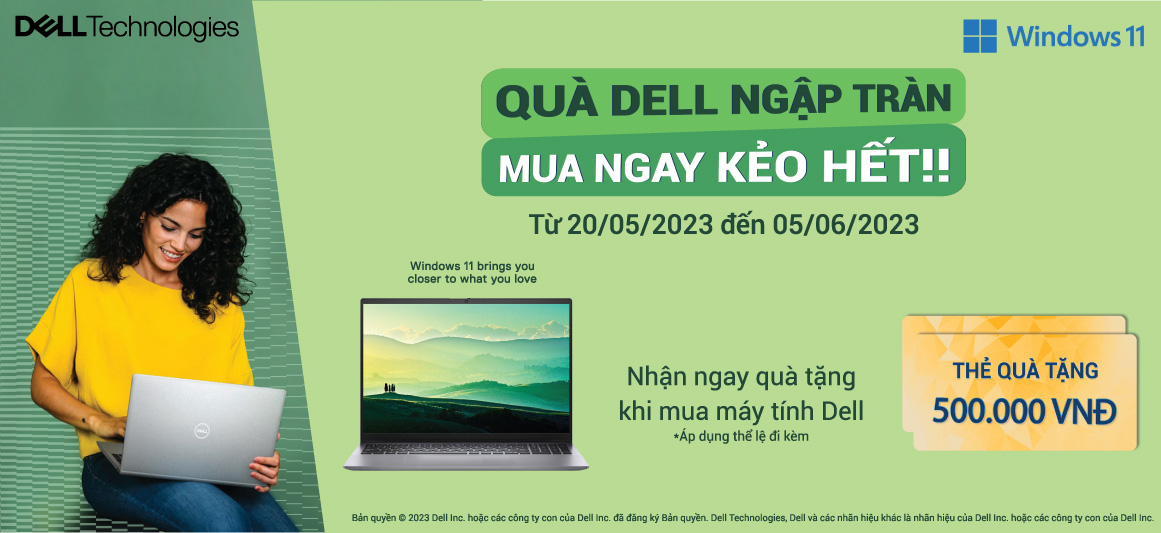 DELLTechnologies
Windows 11
QUÀ DELL NGẬP TRÀN
MUA NGAY KẺO HẾT!!
Từ 20/05/2023 đến 05/06/2023
Windows 11 brings you
closer to what you love
Nhận ngay quà tặng
khi mua máy tính Dell
*Áp dụng thể lệ đi kèm
THẺ QUÀ TẶNG
500.000 VNĐ
DELL
Bản quyền © 2023 Dell Inc. hoặc các công ty con của Dell Inc. đã đăng ký Bản quyền. Dell Technologies, Dell và các nhãn hiệu khác là nhãn hiệu của Dell Inc. hoặc các công ty con của Dell Inc.